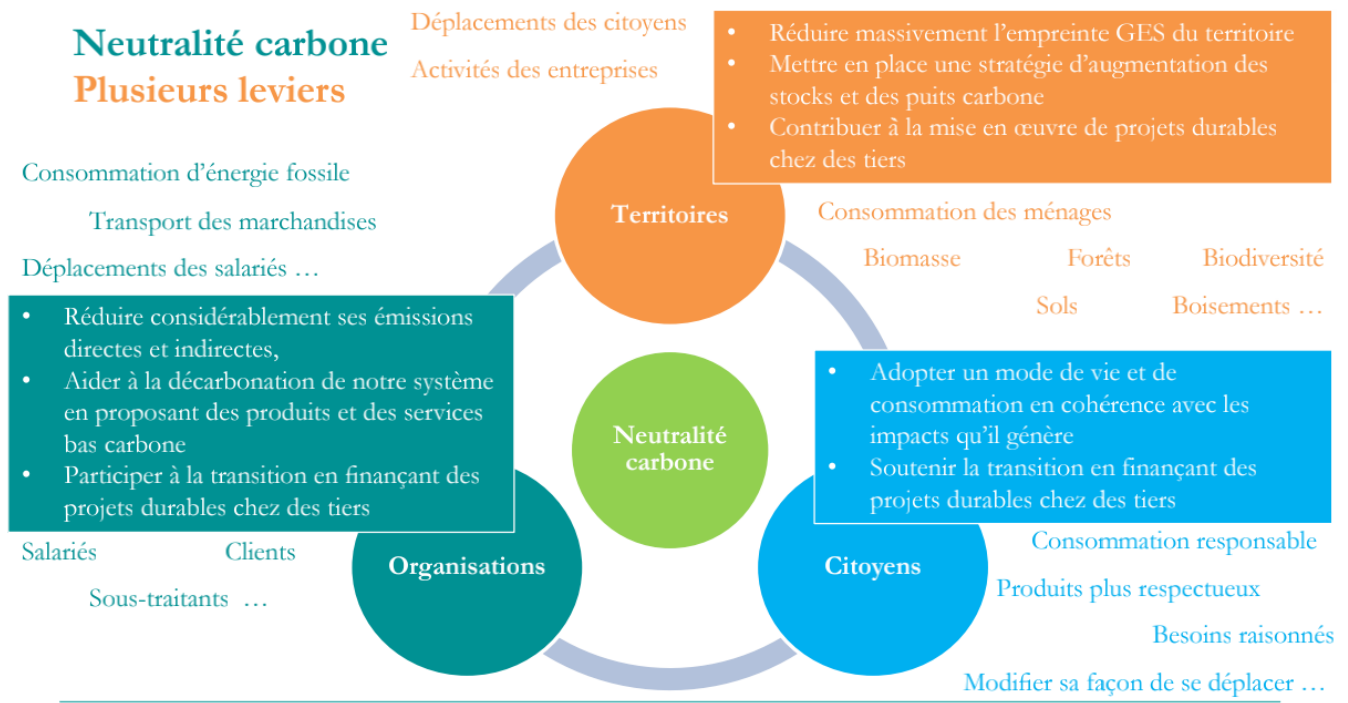 Neutralité carbone
Plusieurs leviers
Déplacements des citoyens
Activités des entreprises
• Réduire massivement l’empreinte GES du territoire
• Mettre en place une stratégie d’augmentation des
stocks et des puits carbone
• Contribuer à la mise en œuvre de projets durables
chez des tiers
Territoires
Consommation des ménages
Biomasse Forêts Biodiversité
Sols Boisements …
Consommation d’énergie fossile
Transport des marchandises
Déplacements des salariés …
• Réduire considérablement ses émissions
directes et indirectes,
• Aider à la décarbonation de notre système
en proposant des produits et des services
bas carbone
• Participer à la transition en finançant des
projets durables chez des tiers
Organisations
Salariés Clients
Sous-traitants …
Neutralité
carbone
• Adopter un mode de vie et de
consommation en cohérence avec les
impacts qu’il génère
• Soutenir la transition en finançant des
projets durables chez des tiers
Citoyens
Consommation responsable
Produits plus respectueux
Besoins raisonnés
Modifier sa façon de se déplacer …